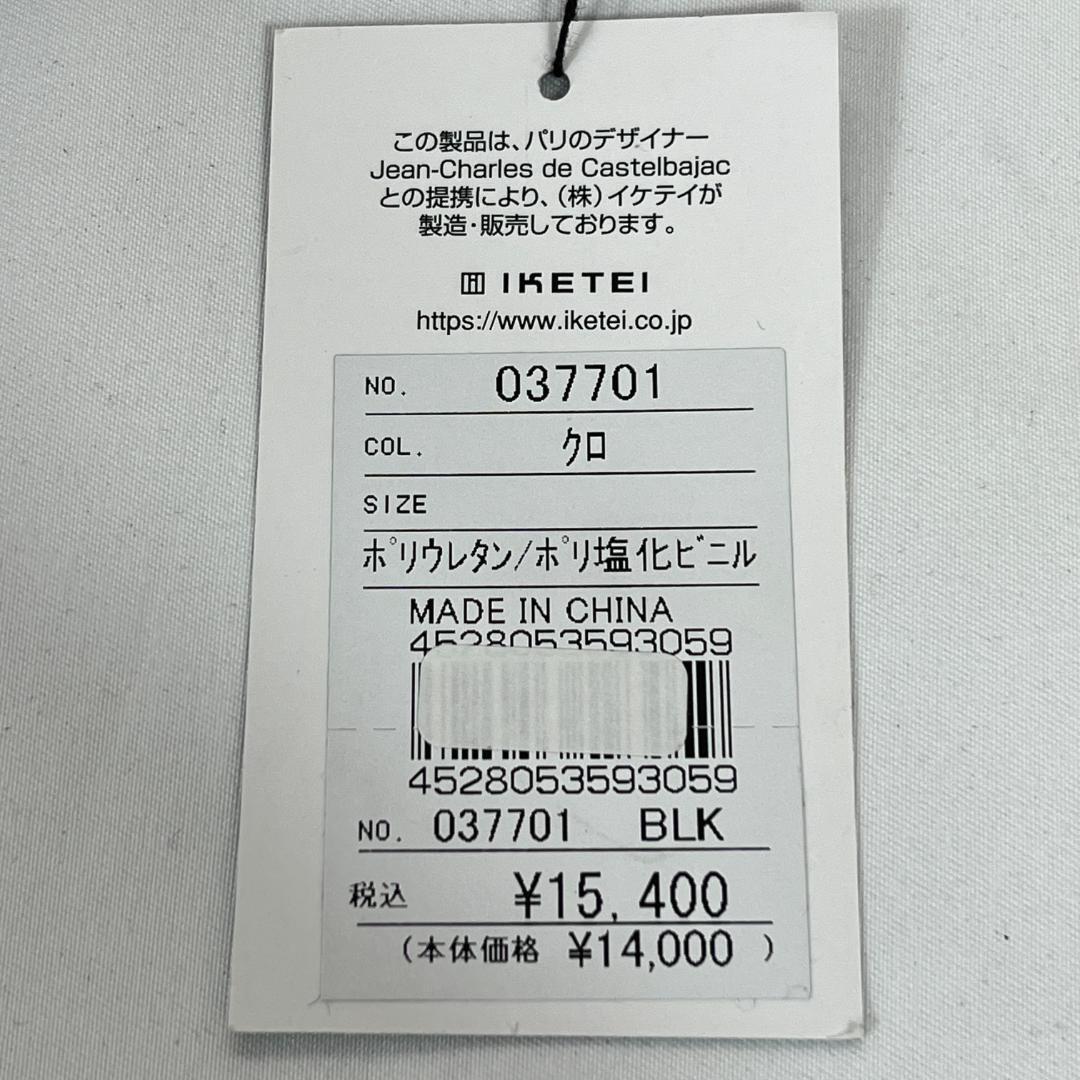 この製品は、パリのデザイナー
Jean-Charles de Castelbajac
との提携により、(株)イケテイが
製造・販売しております。
IKETEI
https://www.iketei.co.jp
NO. 037701
COL. クロ
SIZE
ポリウレタン/ポリ塩化ビニル
MADE IN CHINA
4528053593059
4528053593059
NO. 037701 BLK
税込 ¥15,400
(本体価格 ¥14,000 )